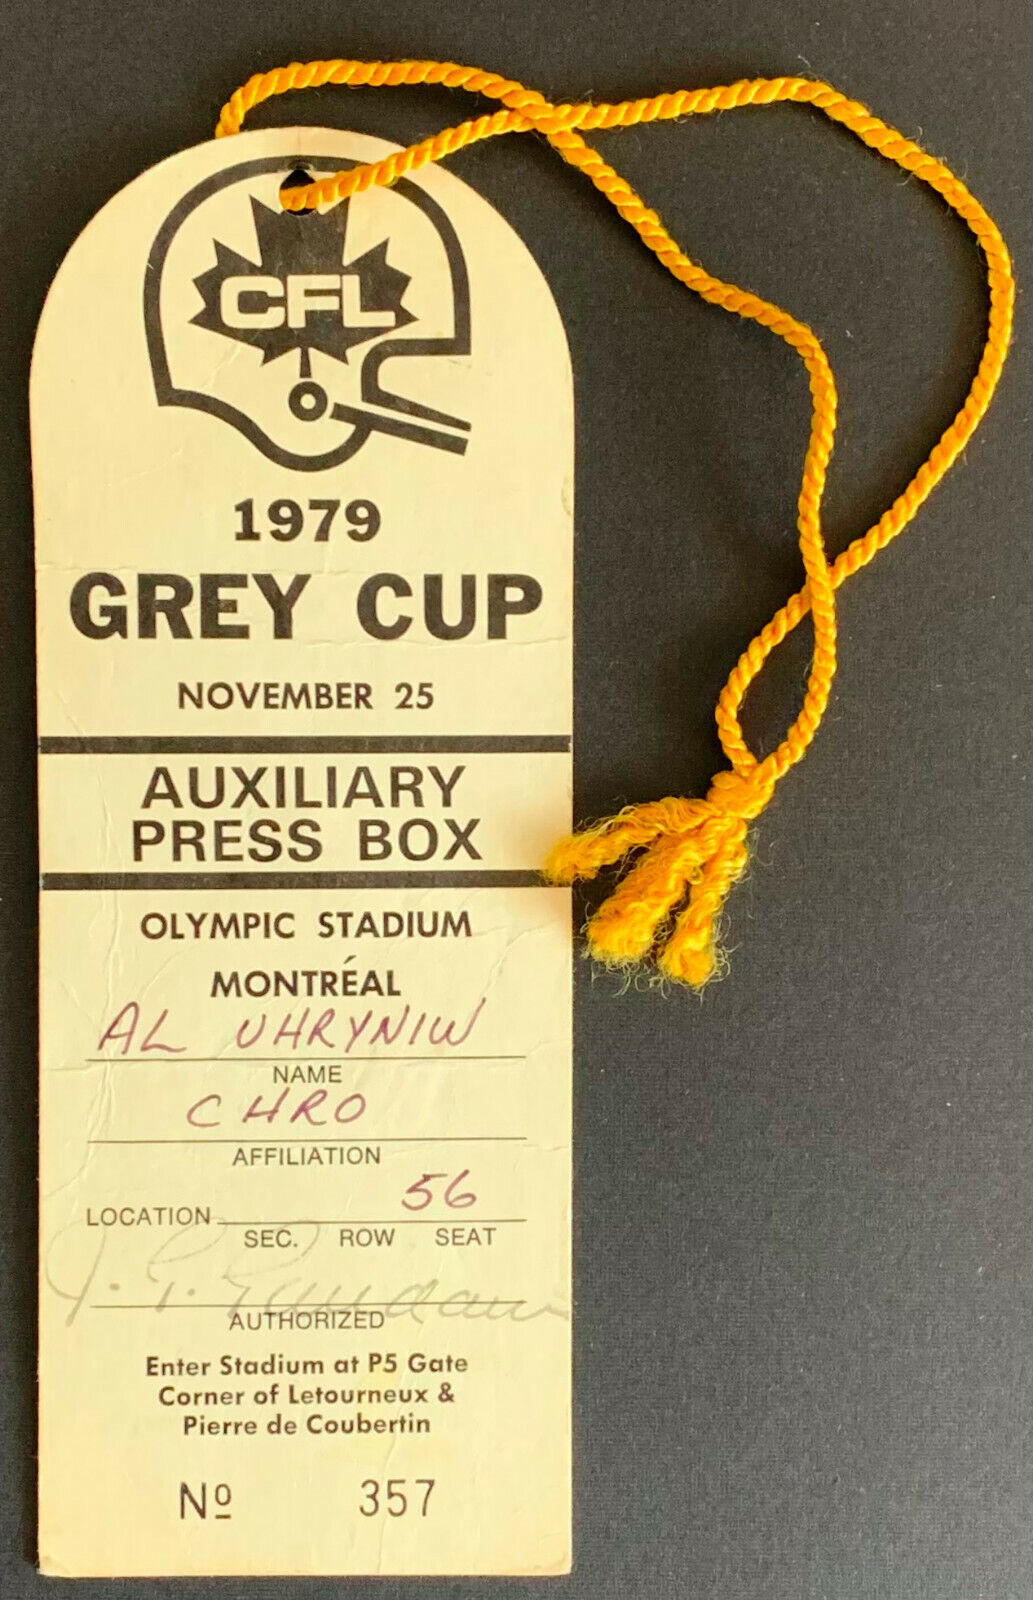 CFL
1979
GREY CUP
NOVEMBER 25
AUXILIARY
PRESS BOX
OLYMPIC STADIUM
MONTRÉAL
AL UHRYNIW
NAME
CHRO
AFFILIATION
56
LOCATION
SEC. ROW SEAT
AUTHORIZED
Enter Stadium at P5 Gate
Corner of Letourneux &
Pierre de Coubertin
Nº 357